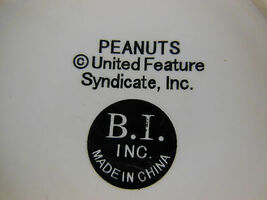 PEANUTS
© United Feature
Syndicate, Inc.
B.I.
INC.
MADE IN CHINA